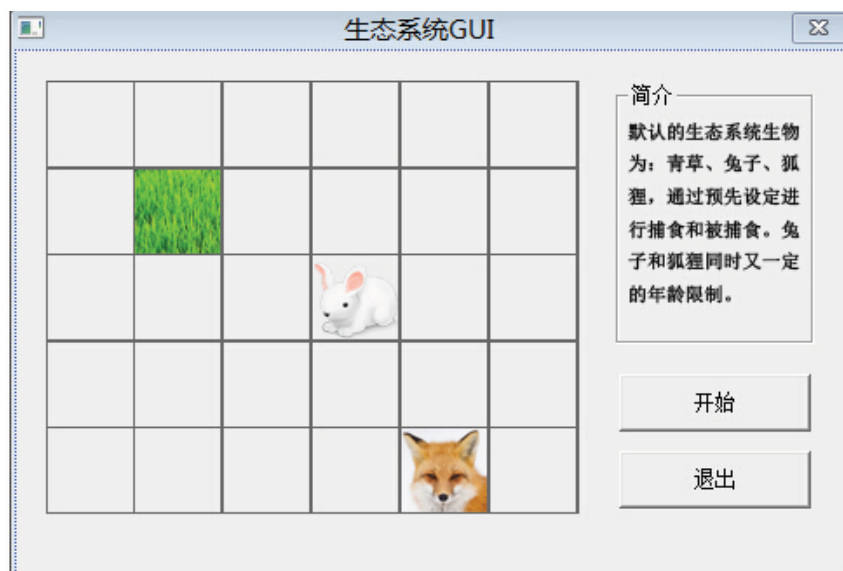 生态系统GUI
简介
默认的生态系统生物
为：青草、兔子、狐
狸，通过预先设定进
行捕食和被捕食。兔
子和狐狸同时又一定
的年龄限制。
开始
退出